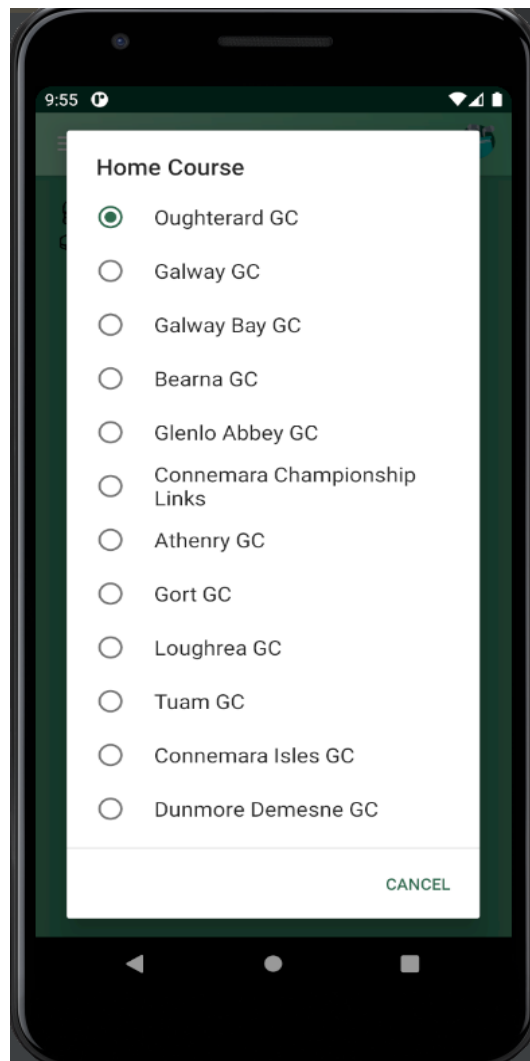 9:55
Home Course
Oughterard GC
Galway GC
Galway Bay GC
Bearna GC
Glenlo Abbey GC
Connemara Championship
Links
Athenry GC
Gort GC
Loughrea GC
Tuam GC
Connemara Isles GC
Dunmore Demesne GC
CANCEL